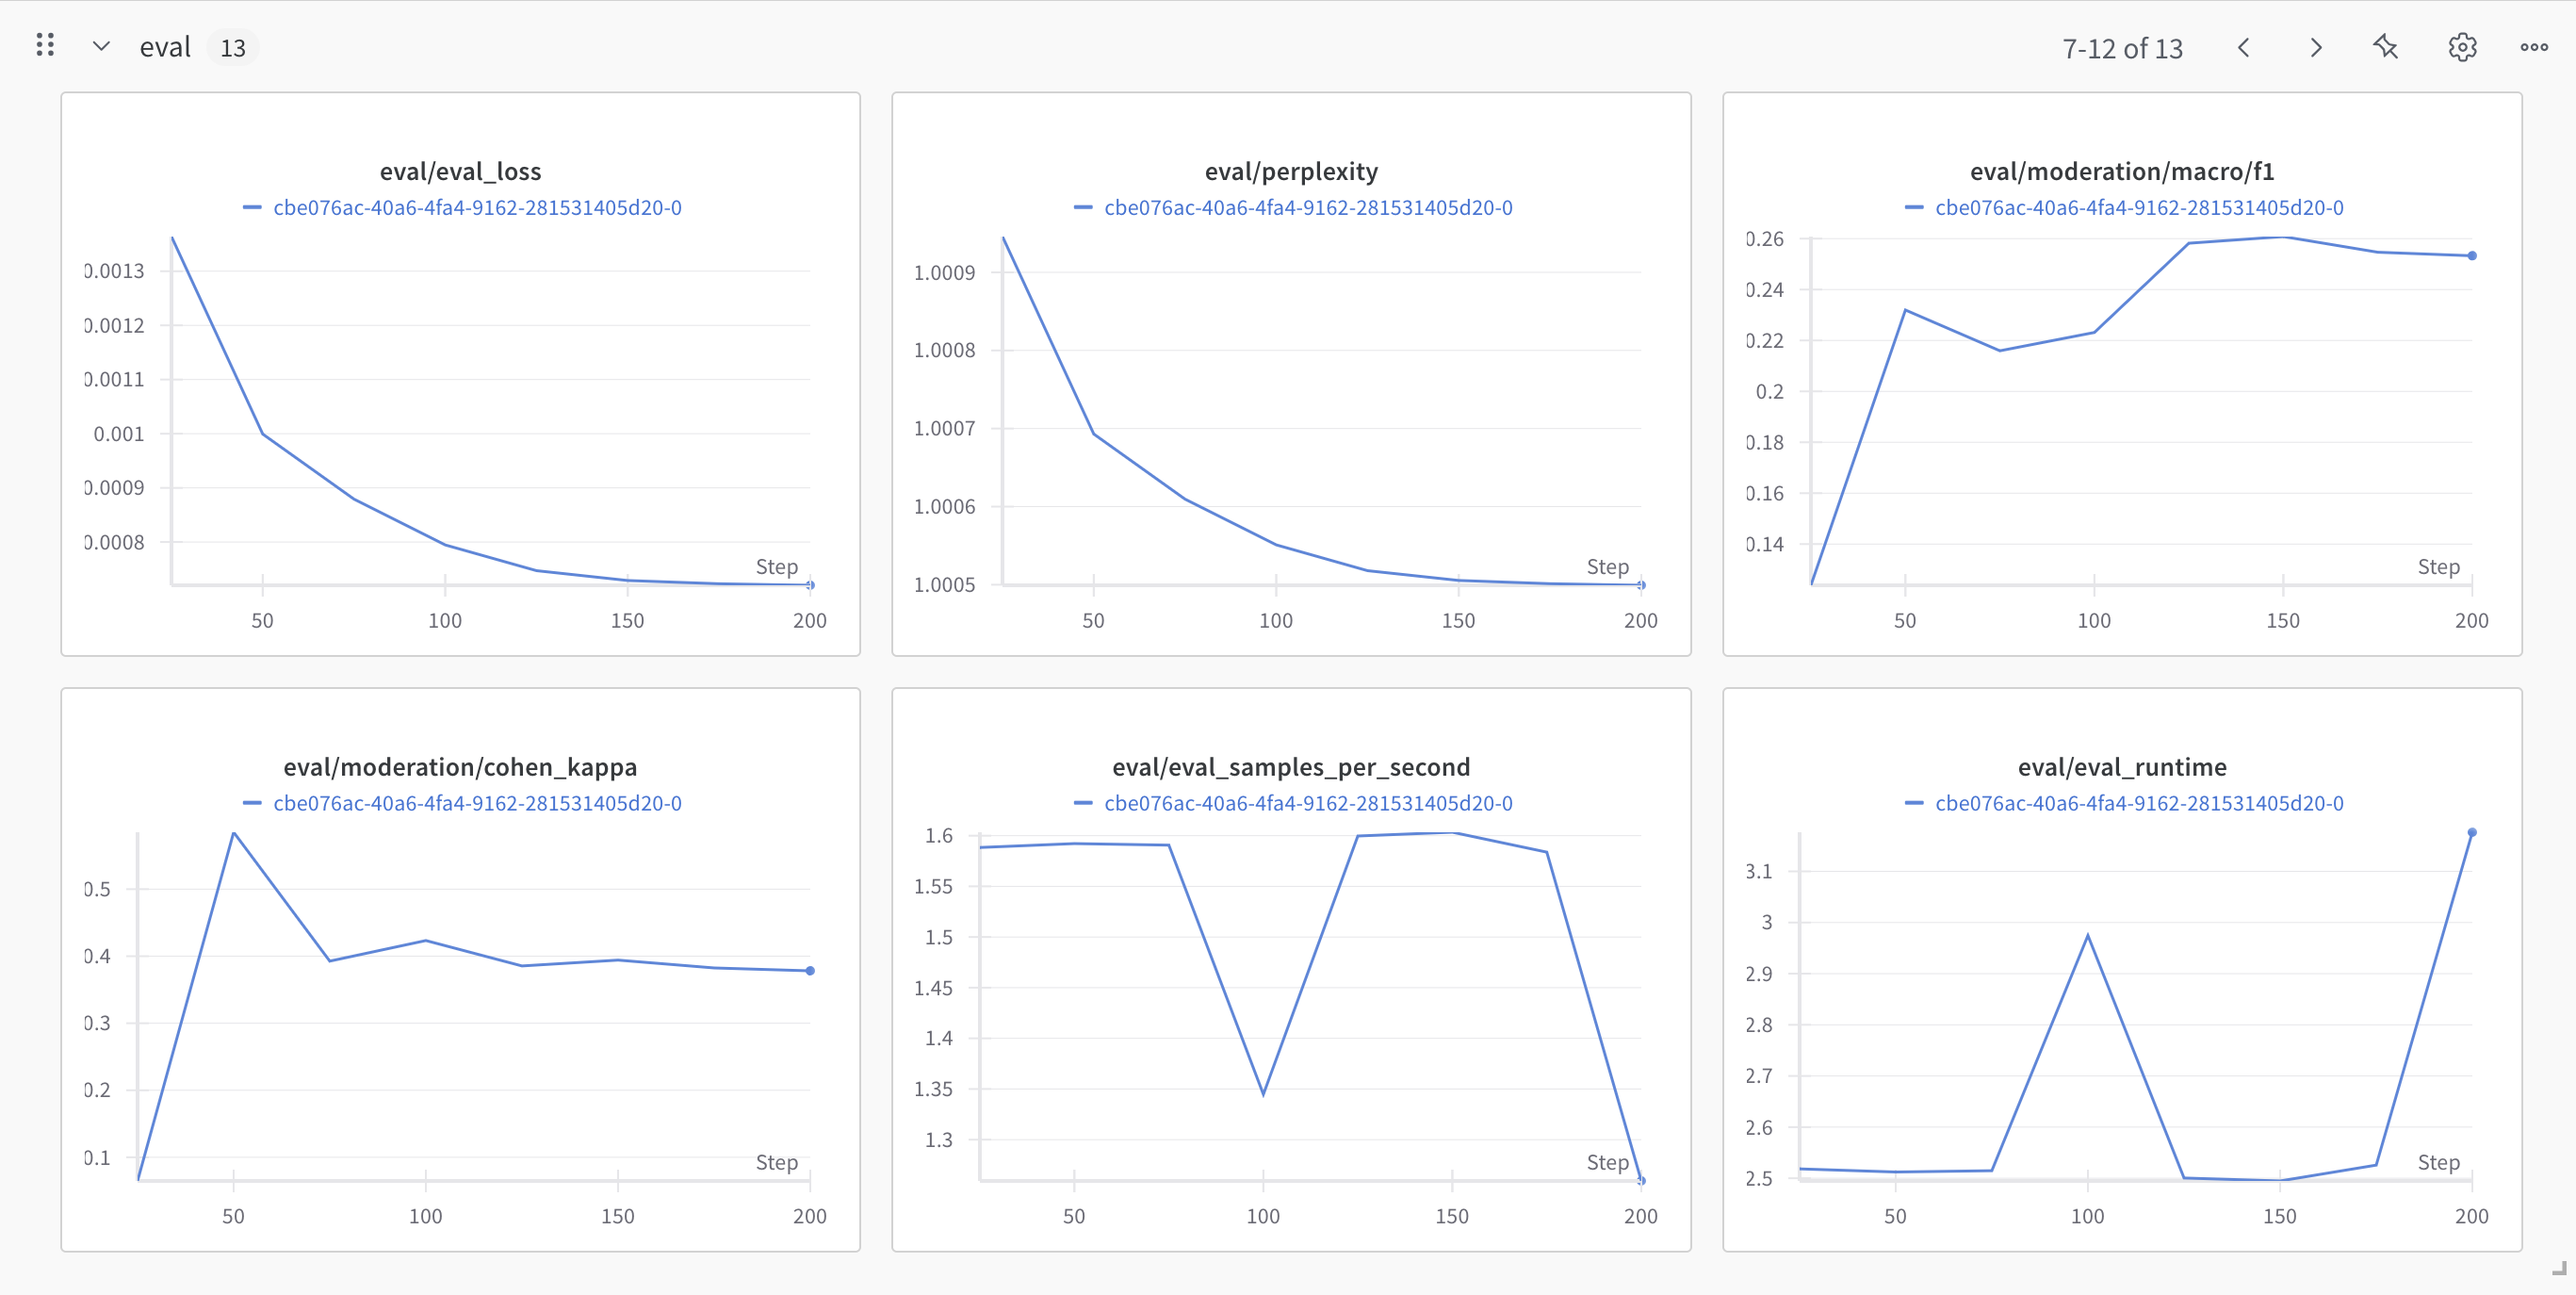 eval 13
7-12 of 13
eval/eval_loss
cbe076ac-40a6-4fa4-9162-281531405d20-0
0.0013
0.0012
0.0011
0.001
0.0009
0.0008
Step
50 100 150 200
eval/perplexity
cbe076ac-40a6-4fa4-9162-281531405d20-0
1.0009
1.0008
1.0007
1.0006
1.0005
Step
50 100 150 200
eval/moderation/macro/f1
cbe076ac-40a6-4fa4-9162-281531405d20-0
0.26
0.24
0.22
0.2
0.18
0.16
0.14
Step
50 100 150 200
eval/moderation/cohen_kappa
cbe076ac-40a6-4fa4-9162-281531405d20-0
0.5
0.4
0.3
0.2
0.1
Step
50 100 150 200
eval/eval_samples_per_second
cbe076ac-40a6-4fa4-9162-281531405d20-0
1.6
1.55
1.5
1.45
1.4
1.35
1.3
Step
50 100 150 200
eval/eval_runtime
cbe076ac-40a6-4fa4-9162-281531405d20-0
3.1
3
2.9
2.8
2.7
2.6
2.5
Step
50 100 150 200